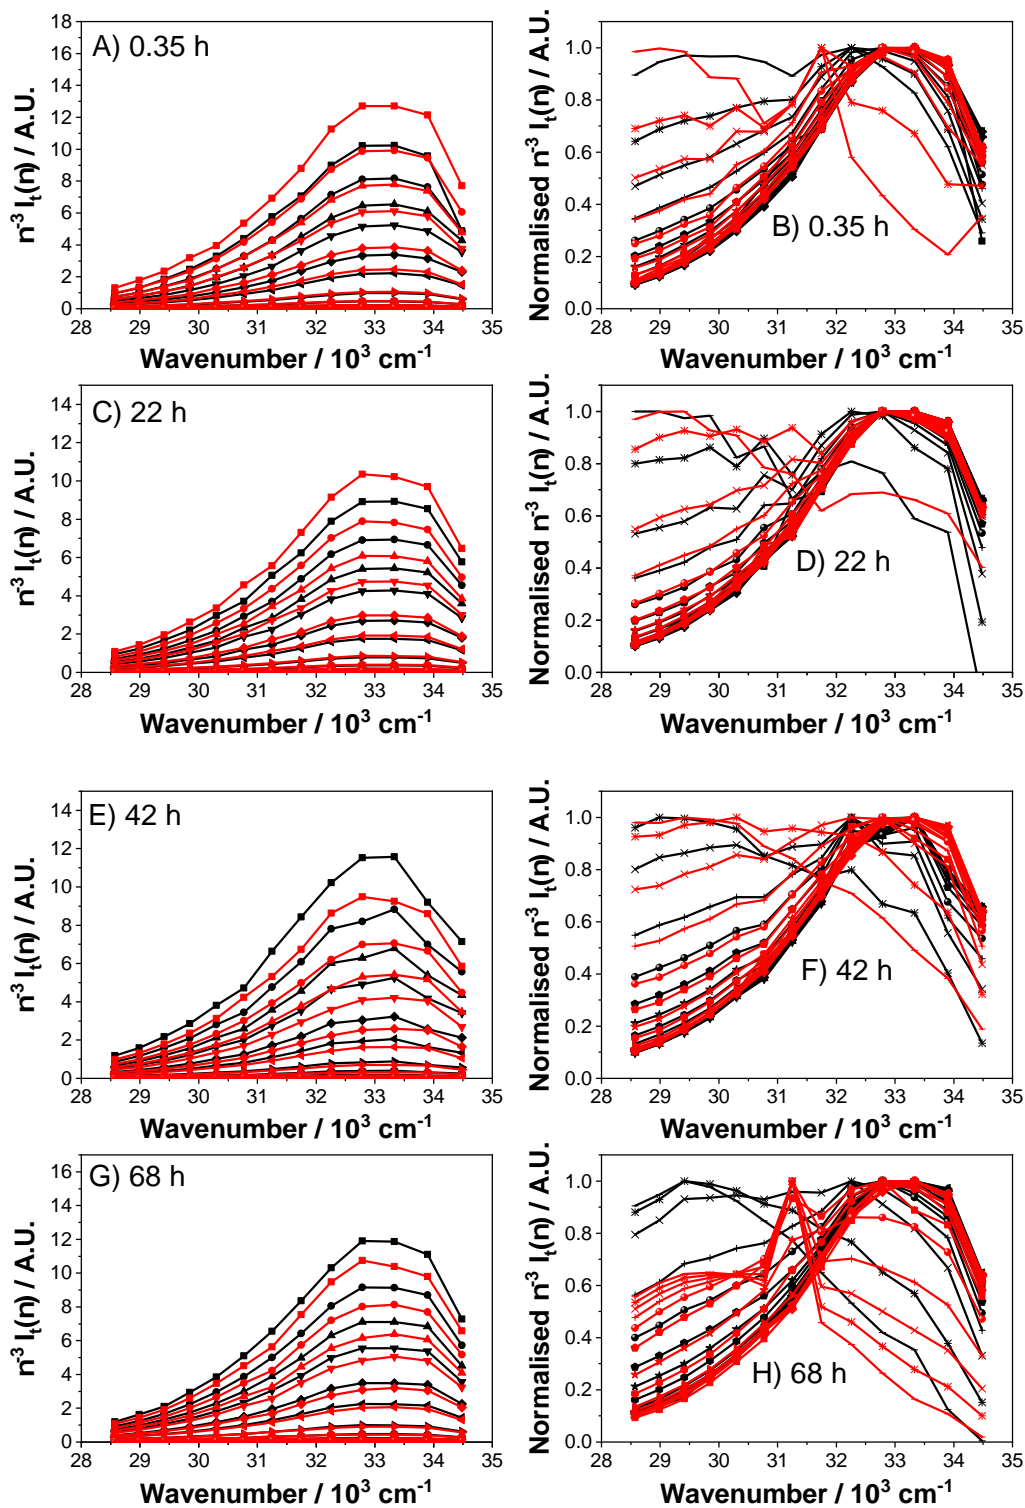 A) 0.35 h
n⁻³ Iₜ(n) / A.U.
18
16
14
12
10
8
6
4
2
0
28 29 30 31 32 33 34 35
Wavenumber / 10³ cm⁻¹
B) 0.35 h
Normalised n⁻³ Iₜ(n) / A.U.
1.0
0.8
0.6
0.4
0.2
0.0
28 29 30 31 32 33 34 35
Wavenumber / 10³ cm⁻¹
C) 22 h
n⁻³ Iₜ(n) / A.U.
14
12
10
8
6
4
2
0
28 29 30 31 32 33 34 35
Wavenumber / 10³ cm⁻¹
D) 22 h
Normalised n⁻³ Iₜ(n) / A.U.
1.0
0.8
0.6
0.4
0.2
0.0
28 29 30 31 32 33 34 35
Wavenumber / 10³ cm⁻¹
E) 42 h
n⁻³ Iₜ(n) / A.U.
14
12
10
8
6
4
2
0
28 29 30 31 32 33 34 35
Wavenumber / 10³ cm⁻¹
F) 42 h
Normalised n⁻³ Iₜ(n) / A.U.
1.0
0.8
0.6
0.4
0.2
0.0
28 29 30 31 32 33 34 35
Wavenumber / 10³ cm⁻¹
G) 68 h
n⁻³ Iₜ(n) / A.U.
16
14
12
10
8
6
4
2
0
28 29 30 31 32 33 34 35
Wavenumber / 10³ cm⁻¹
H) 68 h
Normalised n⁻³ Iₜ(n) / A.U.
1.0
0.8
0.6
0.4
0.2
0.0
28 29 30 31 32 33 34 35
Wavenumber / 10³ cm⁻¹